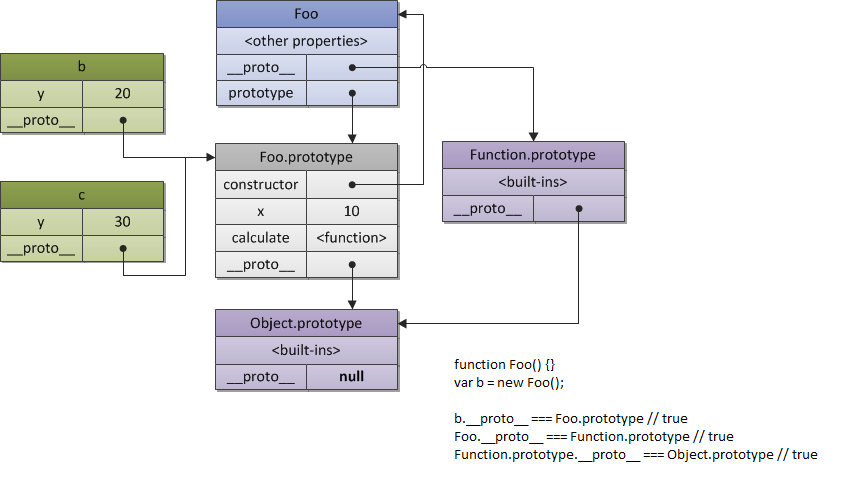 Foo
<other properties>
__proto__
prototype
b
y 20
__proto__
Foo.prototype
constructor
x 10
calculate <function>
__proto__
Function.prototype
<built-ins>
__proto__
c
y 30
__proto__
Object.prototype
<built-ins>
__proto__ null
function Foo() {}
var b = new Foo();
b.__proto__ === Foo.prototype // true
Foo.__proto__ === Function.prototype // true
Function.prototype.__proto__ === Object.prototype // true